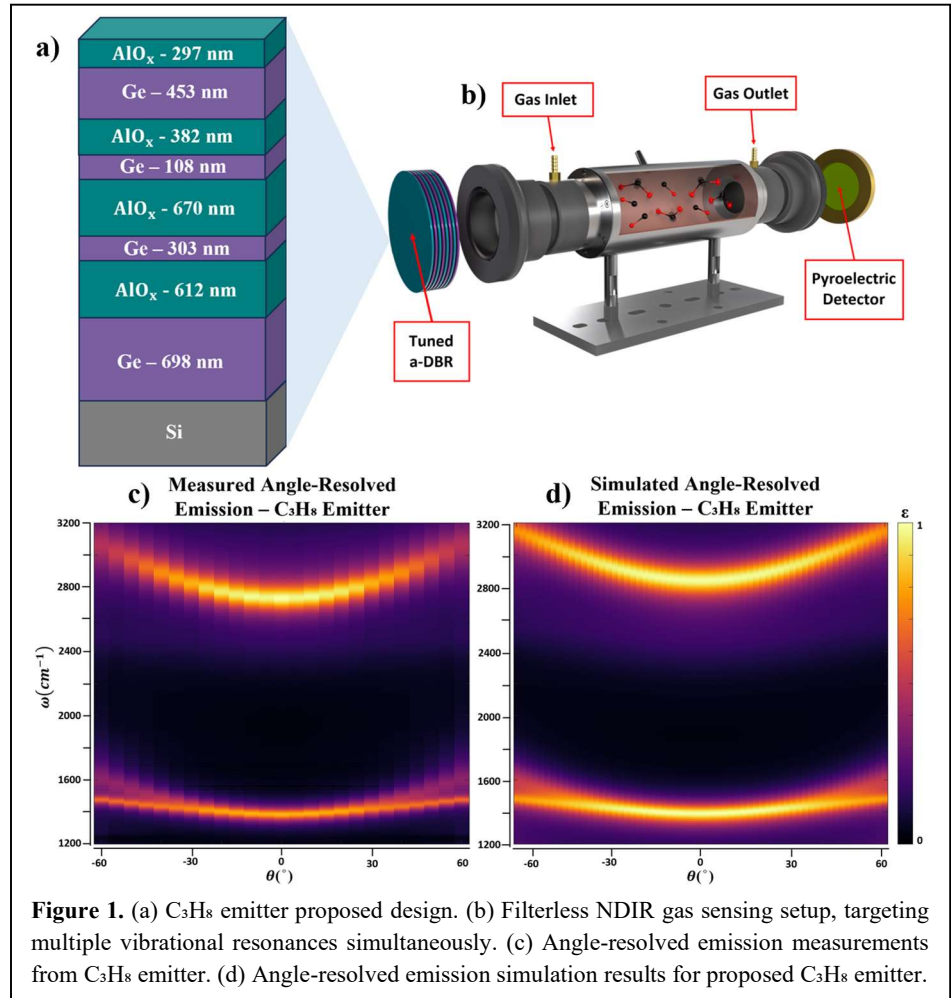 a)
AlOₓ - 297 nm
Ge – 453 nm
AlOₓ - 382 nm
Ge – 108 nm
AlOₓ - 670 nm
Ge – 303 nm
AlOₓ - 612 nm
Ge – 698 nm
Si
b)
Gas Inlet
Gas Outlet
Tuned
a-DBR
Pyroelectric
Detector
c) Measured Angle-Resolved
Emission – C₃H₈ Emitter
3200
2800
2400
2000
1600
1200
ω(cm⁻¹)
-60
-30
0
30
60
θ(°)
d) Simulated Angle-Resolved
Emission – C₃H₈ Emitter
3200
2800
2400
2000
1600
1200
-60
-30
0
30
60
θ(°)
ε
1
0
Figure 1. (a) C₃H₈ emitter proposed design. (b) Filterless NDIR gas sensing setup, targeting
multiple vibrational resonances simultaneously. (c) Angle-resolved emission measurements
from C₃H₈ emitter. (d) Angle-resolved emission simulation results for proposed C₃H₈ emitter.